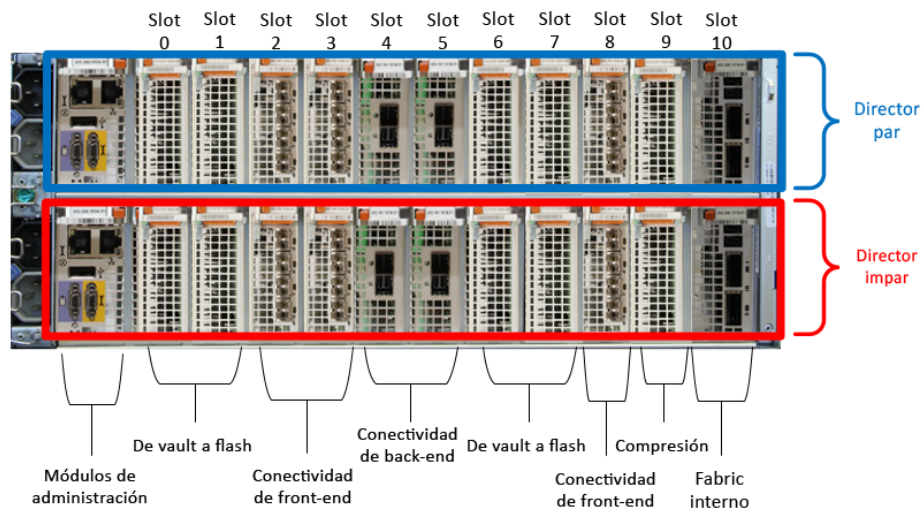 Slot Slot Slot Slot Slot Slot Slot Slot Slot Slot Slot
0 1 2 3 4 5 6 7 8 9 10
Director
par
Director
impar
De vault a flash
Conectividad
de back-end
De vault a flash
Compresión
Módulos de
administración
Conectividad
de front-end
Conectividad
de front-end
Fabric
interno